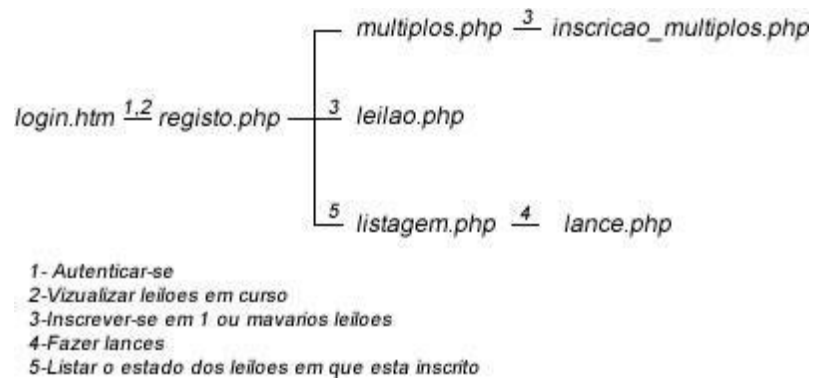 multiplos.php 3 inscricao_multiplos.php
login.htm 1,2 registo.php 3 leilao.php
5 listagem.php 4 lance.php
1- Autenticar-se
2-Vizualizar leiloes em curso
3-Inscrever-se em 1 ou mavarios leiloes
4-Fazer lances
5-Listar o estado dos leiloes em que esta inscrito